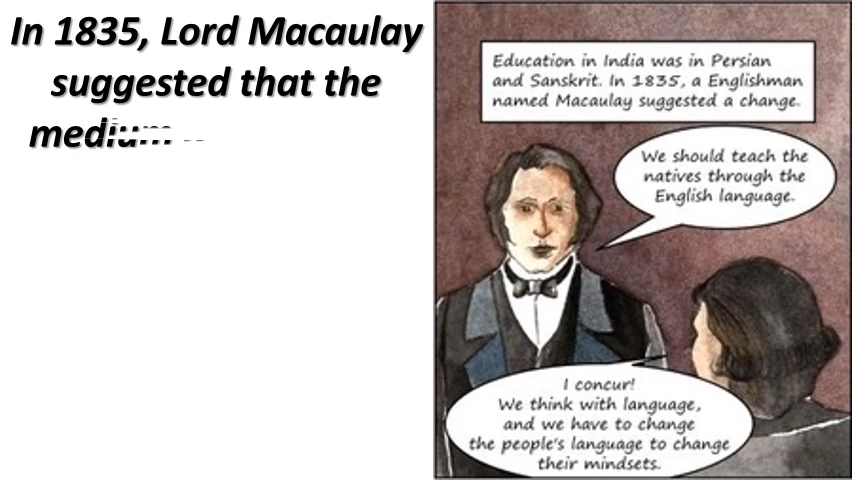 In 1835, Lord Macaulay
suggested that the
Education in India was in Persian
and Sanskrit. In 1835, a Englishman
named Macaulay suggested a change.
We should teach the
natives through the
English language.
I concur!
We think with language,
and we have to change
the people's language to change
their mindsets.